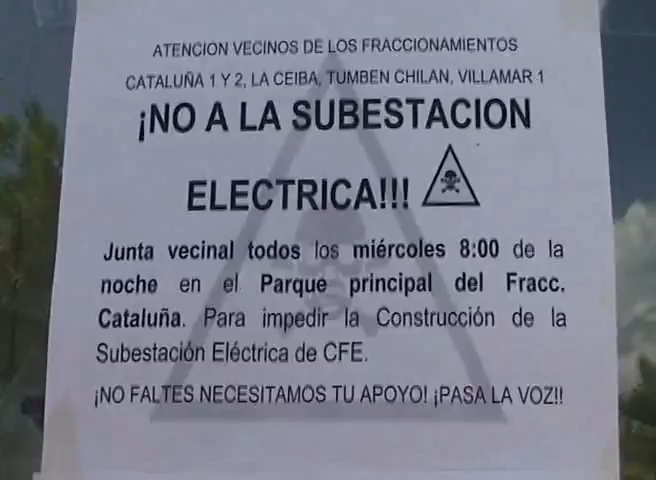 ATENCION VECINOS DE LOS FRACCIONAMIENTOS
CATALUÑA 1 Y 2, LA CEIBA, TUMBEN CHILAN, VILLAMAR 1
¡NO A LA SUBESTACION
ELECTRICA!!!
Junta vecinal todos los miércoles 8:00 de la
noche en el Parque principal del Fracc.
Cataluña. Para impedir la Construcción de la
Subestación Eléctrica de CFE.
¡NO FALTES NECESITAMOS TU APOYO! ¡PASA LA VOZ!!